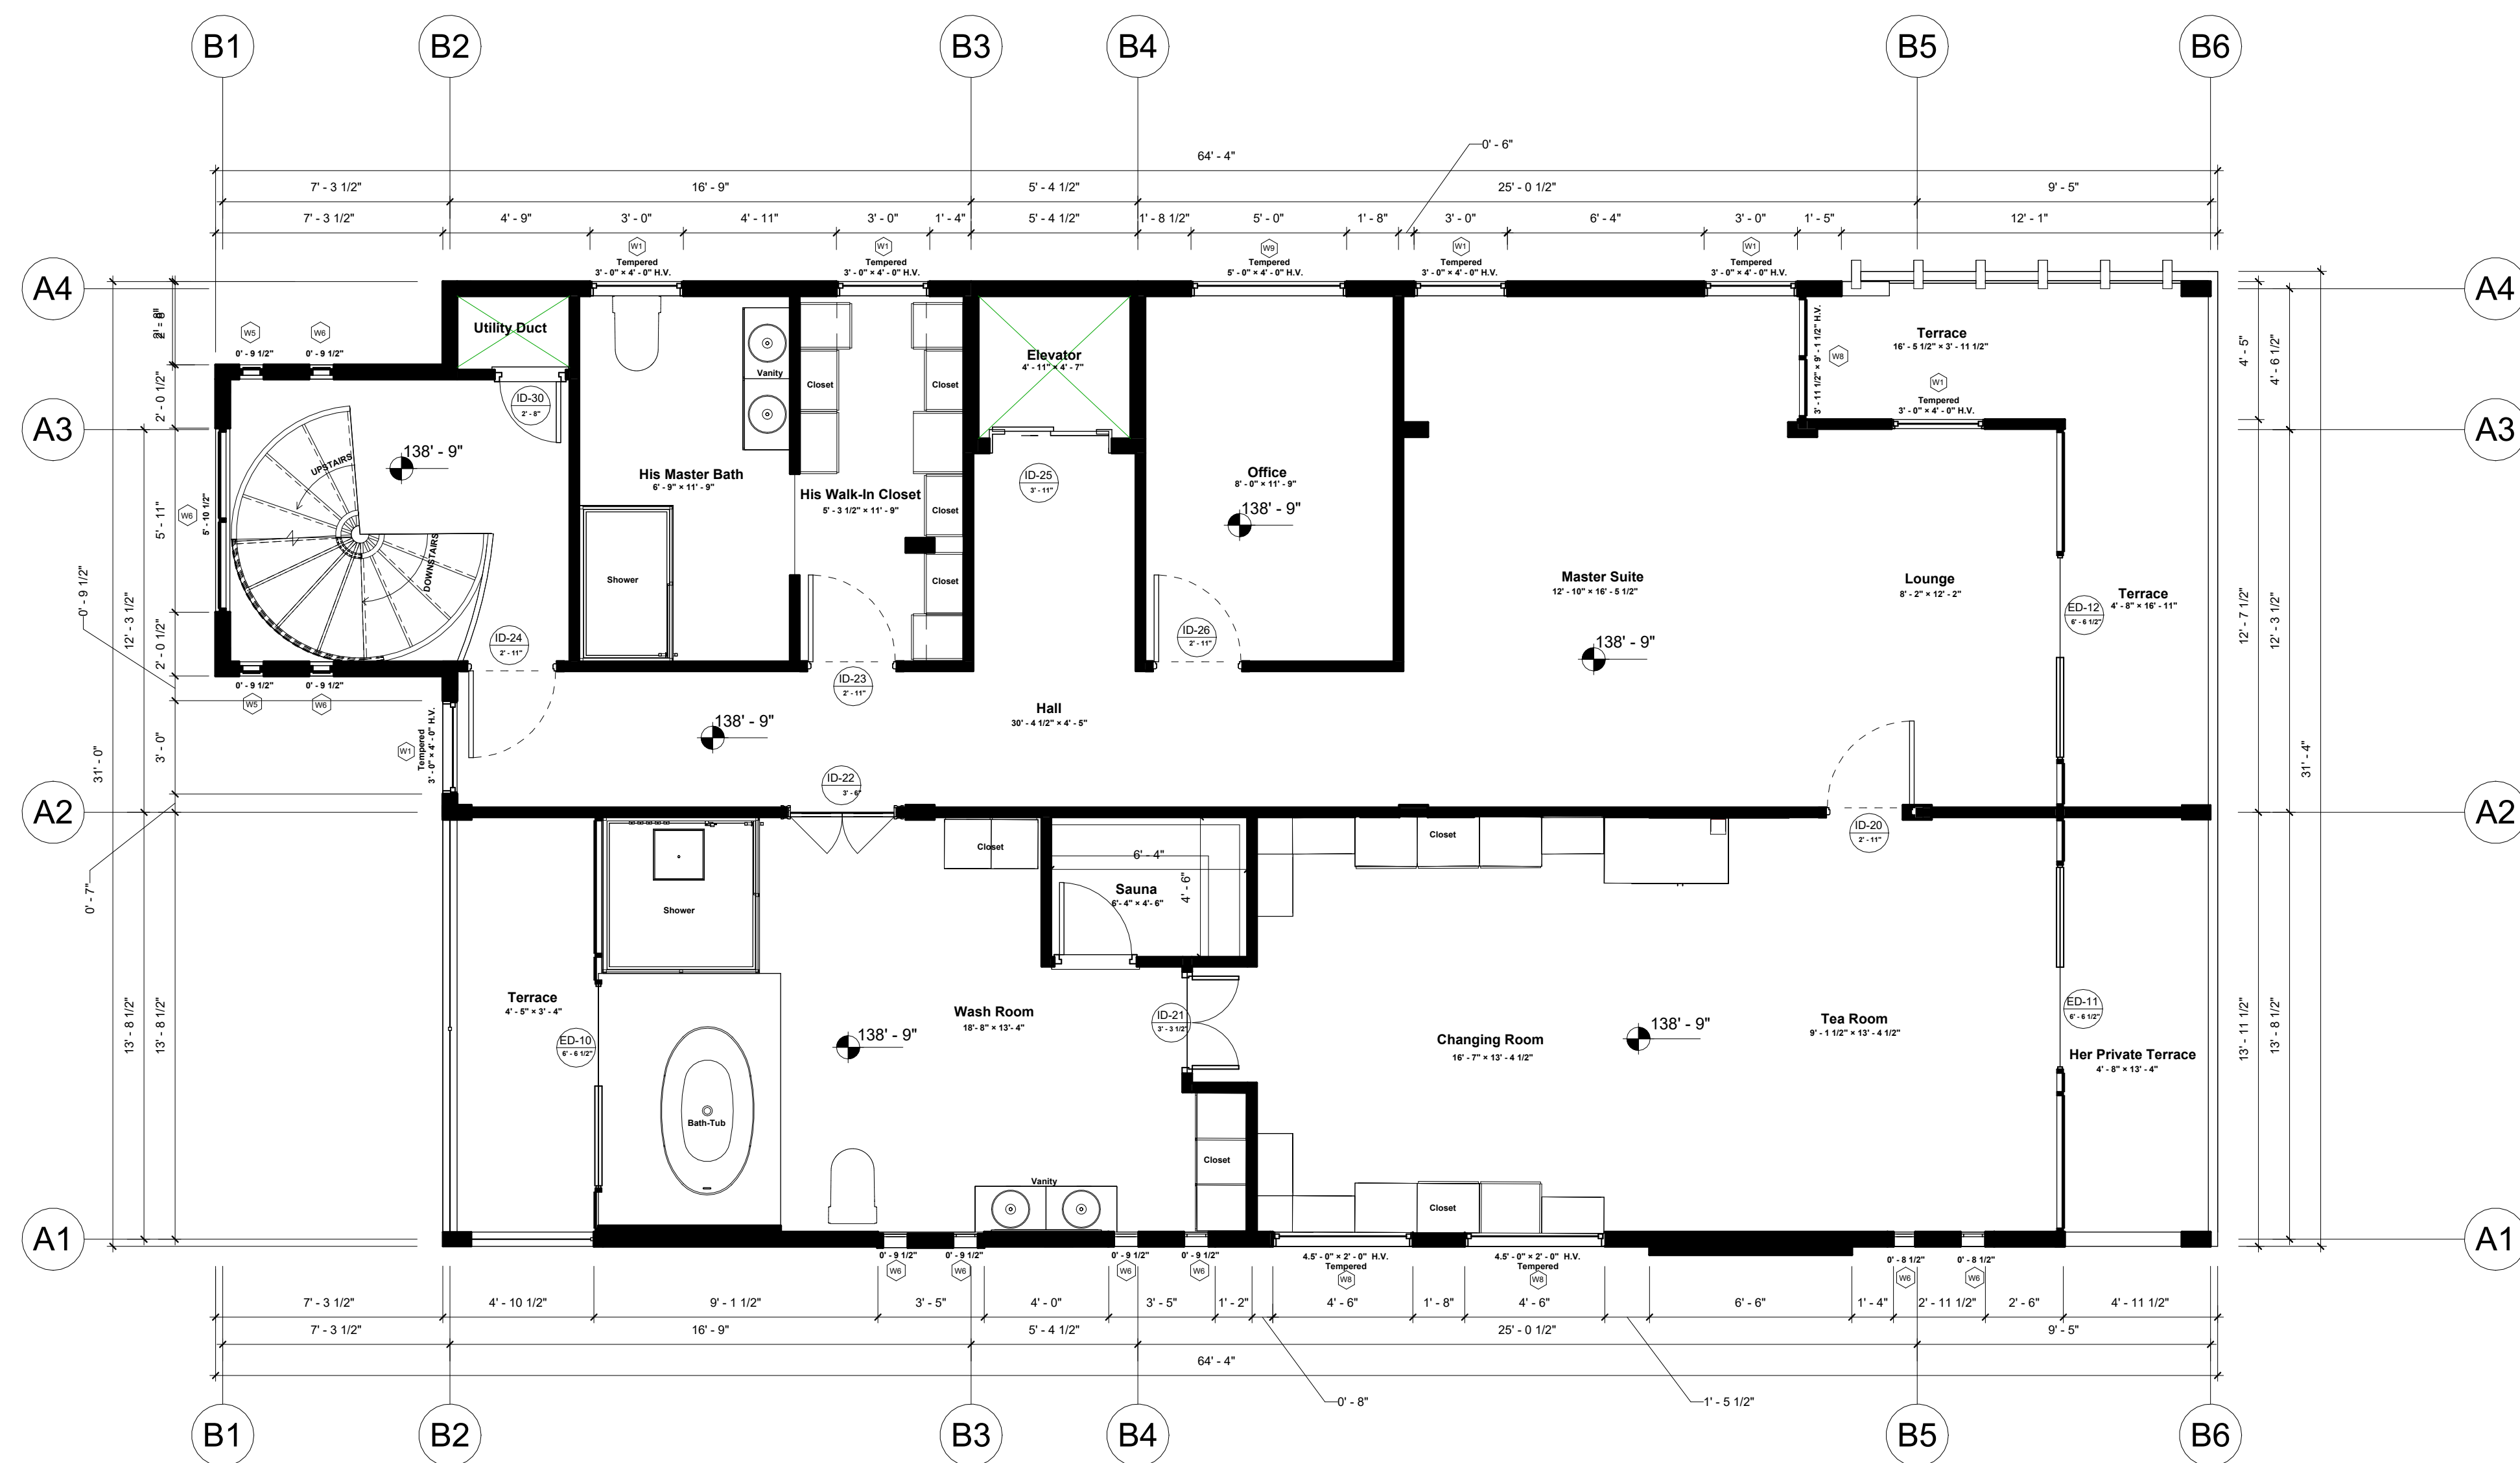 B1 B2 B3 B4 B5 B6
0' - 6"
64' - 4"
7' - 3 1/2" 16' - 9" 5' - 4 1/2" 25' - 0 1/2" 9' - 5"
7' - 3 1/2" 4' - 9" 3' - 0" 4' - 11" 3' - 0" 1' - 4" 5' - 4 1/2" 1' - 8 1/2" 5' - 0" 1' - 8" 3' - 0" 6' - 4" 3' - 0" 1' - 5" 12' - 1"
W1 W1 W9 W1 W1
Tempered Tempered Tempered Tempered Tempered
3' - 0" × 4' - 0" H.V. 3' - 0" × 4' - 0" H.V. 5' - 0" × 4' - 0" H.V. 3' - 0" × 4' - 0" H.V. 3' - 0" × 4' - 0" H.V.
A4 A4
Utility Duct
W5 W6
0' - 9 1/2" 0' - 9 1/2"
Elevator
4' - 11" × 4' - 7"
Terrace
16' - 5 1/2" × 3' - 11 1/2"
W8
3' - 11 1/2" × 9' - 1 1/2" H.V.
W1
Tempered
3' - 0" × 4' - 0" H.V.
4' - 5"
4' - 6 1/2"
Vanity
Closet Closet
ID-30
2' - 8"
2' - 0 1/2"
A3 A3
138' - 9"
UPSTAIRS
His Master Bath
6' - 9" × 11' - 9"
His Walk-In Closet
5' - 3 1/2" × 11' - 9"
ID-25
3' - 11"
Office
8' - 0" × 11' - 9"
138' - 9"
Closet
W6
5' - 10 1/2"
5' - 11"
DOWNSTAIRS
Shower
Closet
Master Suite
12' - 10" × 16' - 5 1/2"
Lounge
8' - 2" × 12' - 2"
Terrace
4' - 8" × 16' - 11"
ED-12
6' - 6 1/2"
12' - 7 1/2"
12' - 3 1/2"
0' - 9 1/2"
12' - 3 1/2"
2' - 0 1/2"
ID-24
2' - 11"
ID-26
2' - 11"
138' - 9"
0' - 9 1/2" 0' - 9 1/2"
W5 W6
ID-23
2' - 11"
Hall
30' - 4 1/2" × 4' - 5"
138' - 9"
W1
Tempered
3' - 0" × 4' - 0" H.V.
3' - 0"
31' - 0"
31' - 4"
ID-22
3' - 6"
A2 A2
ID-20
2' - 11"
Closet
Closet
6' - 4"
4' - 6"
Sauna
6'- 4" × 4'- 6"
0' - 7"
Shower
Terrace
4' - 5" × 3' - 4"
ED-10
6' - 6 1/2"
Wash Room
18'- 8" × 13'- 4"
138' - 9"
ID-21
3' - 3 1/2"
Changing Room
16' - 7" × 13' - 4 1/2"
138' - 9"
Tea Room
9' - 1 1/2" × 13' - 4 1/2"
ED-11
6' - 6 1/2"
Her Private Terrace
4' - 8" × 13' - 4"
13' - 8 1/2"
13' - 8 1/2"
13' - 11 1/2"
13' - 8 1/2"
Bath-Tub
Closet
Vanity
Closet
A1 A1
0' - 9 1/2" 0' - 9 1/2" 0' - 9 1/2" 0' - 9 1/2" 4.5' - 0" × 2' - 0" H.V. 4.5' - 0" × 2' - 0" H.V. 0' - 8 1/2" 0' - 8 1/2"
Tempered Tempered
W6 W6 W6 W6 W8 W8 W6 W6
7' - 3 1/2" 4' - 10 1/2" 9' - 1 1/2" 3' - 5" 4' - 0" 3' - 5" 1' - 2" 4' - 6" 1' - 8" 4' - 6" 6' - 6" 1' - 4" 2' - 11 1/2" 2' - 6" 4' - 11 1/2"
7' - 3 1/2" 16' - 9" 5' - 4 1/2" 25' - 0 1/2" 9' - 5"
64' - 4"
0' - 8" 1' - 5 1/2"
B1 B2 B3 B4 B5 B6